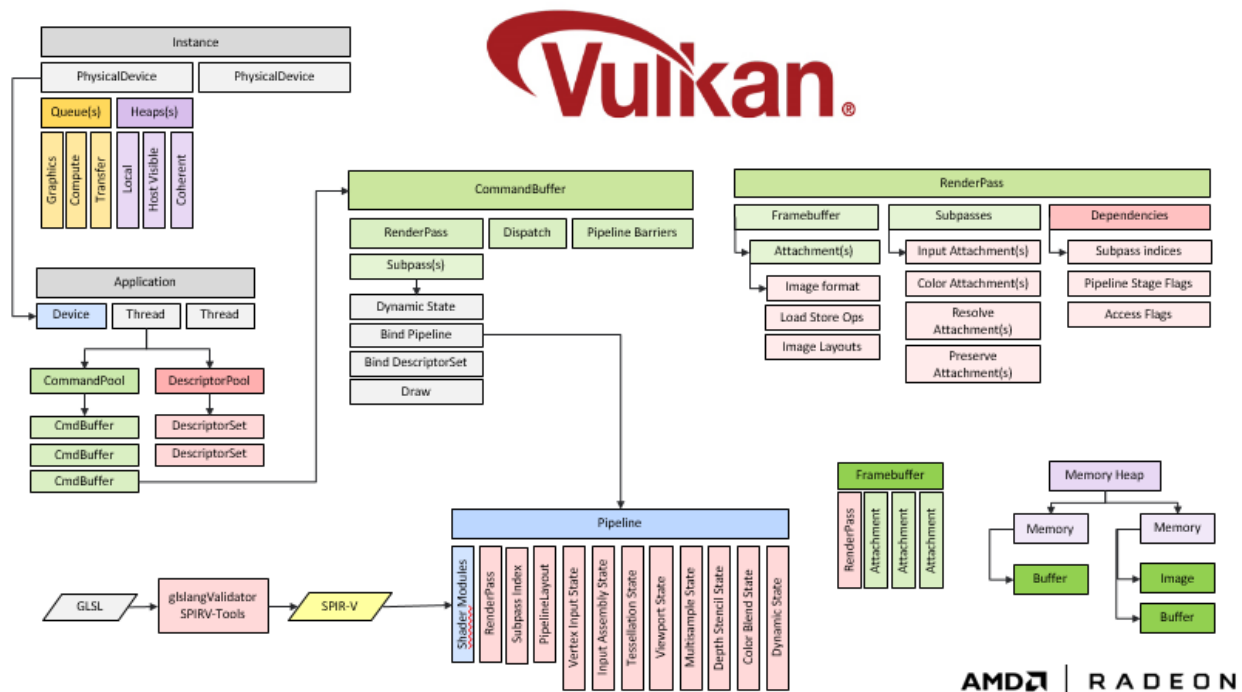 Vulkan®
Instance
PhysicalDevice
PhysicalDevice
Queue(s)
Heaps(s)
Graphics
Compute
Transfer
Local
Host Visible
Coherent
Application
Device
Thread
Thread
CommandPool
DescriptorPool
CmdBuffer
CmdBuffer
CmdBuffer
DescriptorSet
DescriptorSet
CommandBuffer
RenderPass
Dispatch
Pipeline Barriers
Subpass(s)
Dynamic State
Bind Pipeline
Bind DescriptorSet
Draw
RenderPass
Framebuffer
Subpasses
Dependencies
Attachment(s)
Image format
Load Store Ops
Image Layouts
Input Attachment(s)
Color Attachment(s)
Resolve
Attachment(s)
Preserve
Attachment(s)
Subpass indices
Pipeline Stage Flags
Access Flags
GLSL
glslangValidator
SPIRV-Tools
SPIR-V
Pipeline
Shader Modules
RenderPass
Subpass Index
PipelineLayout
Vertex Input State
Input Assembly State
Tessellation State
Viewport State
Multisample State
Depth Stencil State
Color Blend State
Dynamic State
Framebuffer
RenderPass
Attachment
Attachment
Attachment
Memory Heap
Memory
Memory
Buffer
Image
Buffer
AMD RADEON